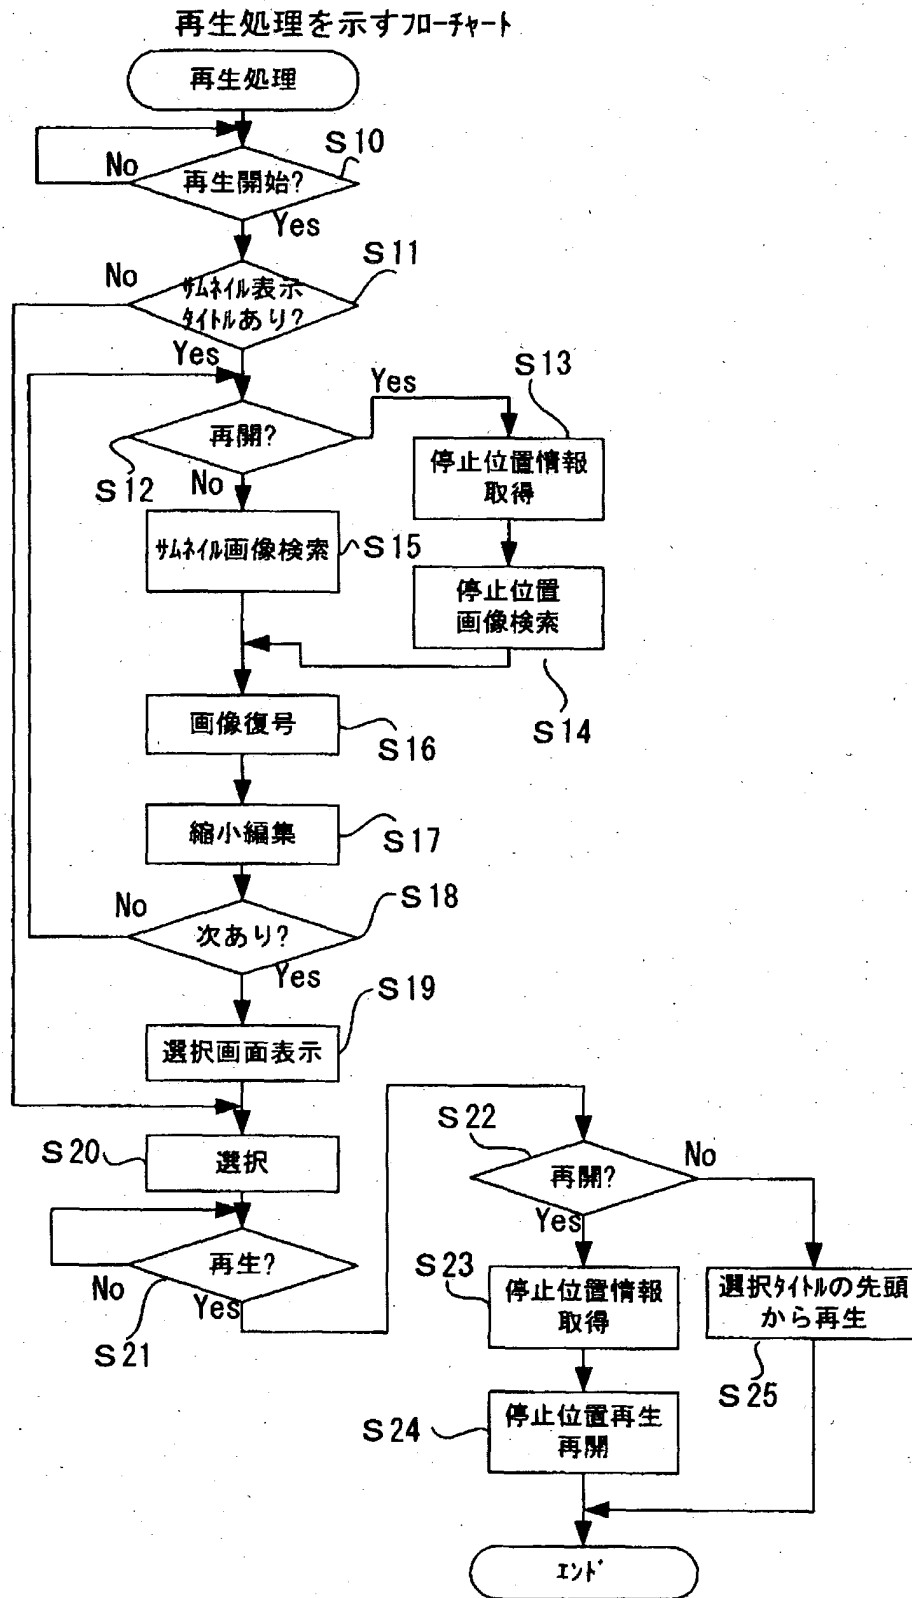 再生処理を示すフローチャート
再生処理
S10
No
再生開始?
Yes
S11
No
サムネイル表示
タイトルあり?
Yes
S13
Yes
再開?
停止位置情報
取得
S12
No
サムネイル画像検索
S15
停止位置
画像検索
S14
画像復号
S16
縮小編集
S17
S18
No
次あり?
Yes
S19
選択画面表示
S20
選択
再生?
No
Yes
S21
S22
No
再開?
Yes
S23
停止位置情報
取得
選択タイトルの先頭
から再生
S25
S24
停止位置再生
再開
エンド